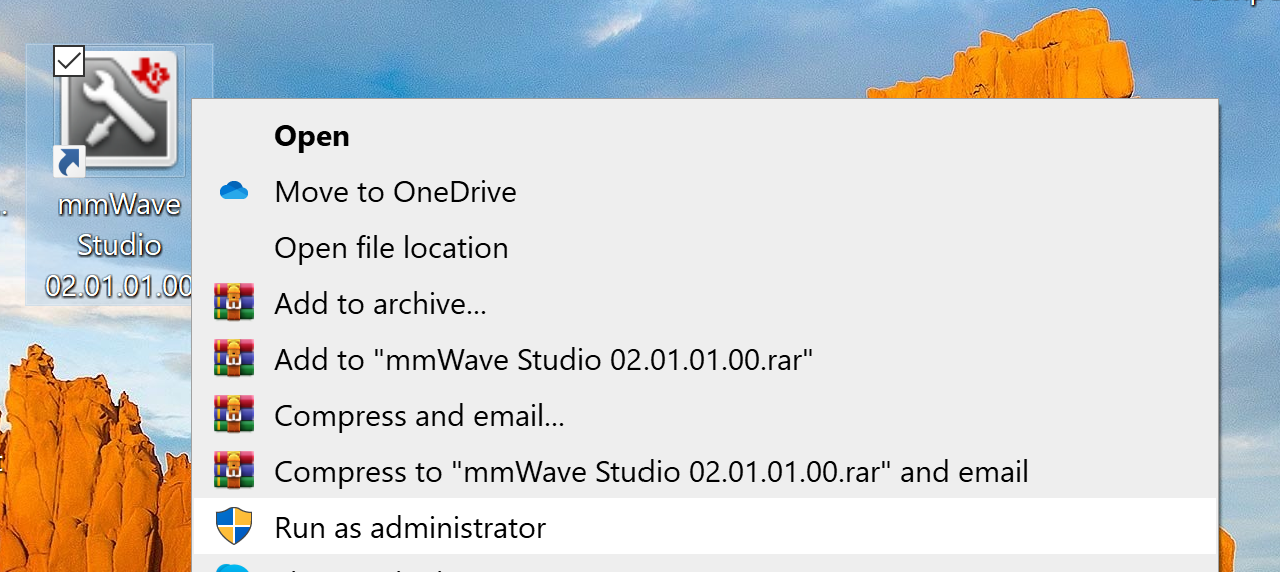 mmWave
Studio
02.01.01.00
Open
Move to OneDrive
Open file location
Add to archive...
Add to "mmWave Studio 02.01.01.00.rar"
Compress and email...
Compress to "mmWave Studio 02.01.01.00.rar" and email
Run as administrator